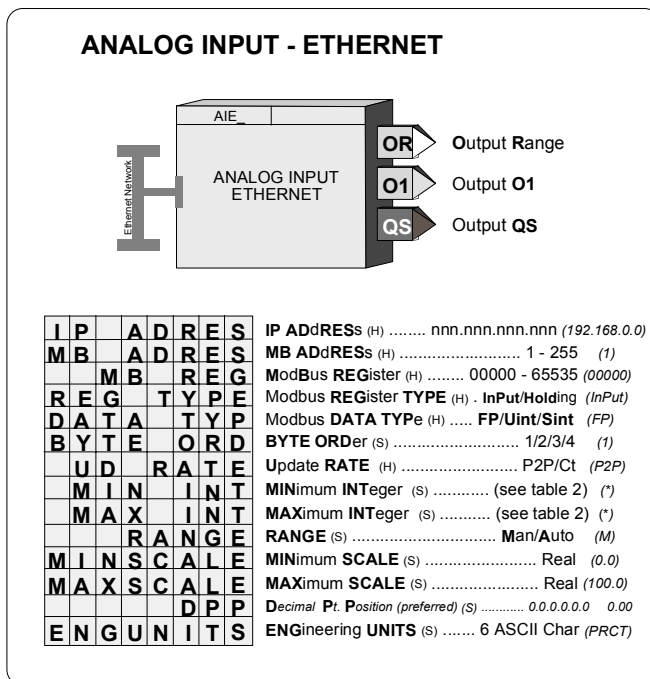 ANALOG INPUT - ETHERNET
AIE_
OR Output Range
Ethernet Network
ANALOG INPUT
ETHERNET
O1 Output O1
QS Output QS
IP ADRES IP ADdRESs (H) ........ nnn.nnn.nnn.nnn (192.168.0.0)
MB ADRES MB ADdRESs (H) .......................... 1 - 255 (1)
MB REG ModBus REGister (H) ........ 00000 - 65535 (00000)
REG TYPE Modbus REGister TYPE (H) . InPut/Holding (InPut)
DATA TYP Modbus DATA TYPe (H) ..... FP/Uint/Sint (FP)
BYTE ORD BYTE ORDer (S) ............................ 1/2/3/4 (1)
UD RATE Update RATE (H) .......................... P2P/Ct (P2P)
MIN INT MINimum INTeger (S) ............ (see table 2) (*)
MAX INT MAXimum INTeger (S) ............ (see table 2) (*)
RANGE RANGE (S) ................................ Man/Auto (M)
MINSCALE MINimum SCALE (S) ........................ Real (0.0)
MAXSCALE MAXimum SCALE (S) ........................ Real (100.0)
DPP Decimal Pt. Position (preferred) (S) ............ 0.0.0.0.0.0 0.00
ENGUNITS ENGineering UNITS (S) ....... 6 ASCII Char (PRCT)